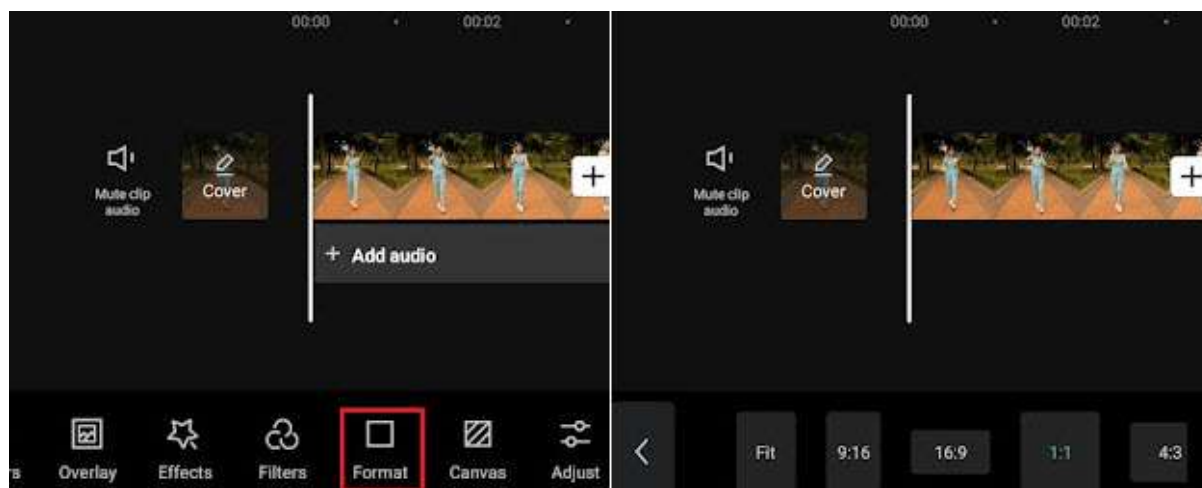 00:00
00:02
Mute clip
audio
Cover
+ Add audio
rs
Overlay
Effects
Filters
Format
Canvas
Adjust
00:00
00:02
Mute clip
audio
Cover
Fit
9:16
16:9
1:1
4:3